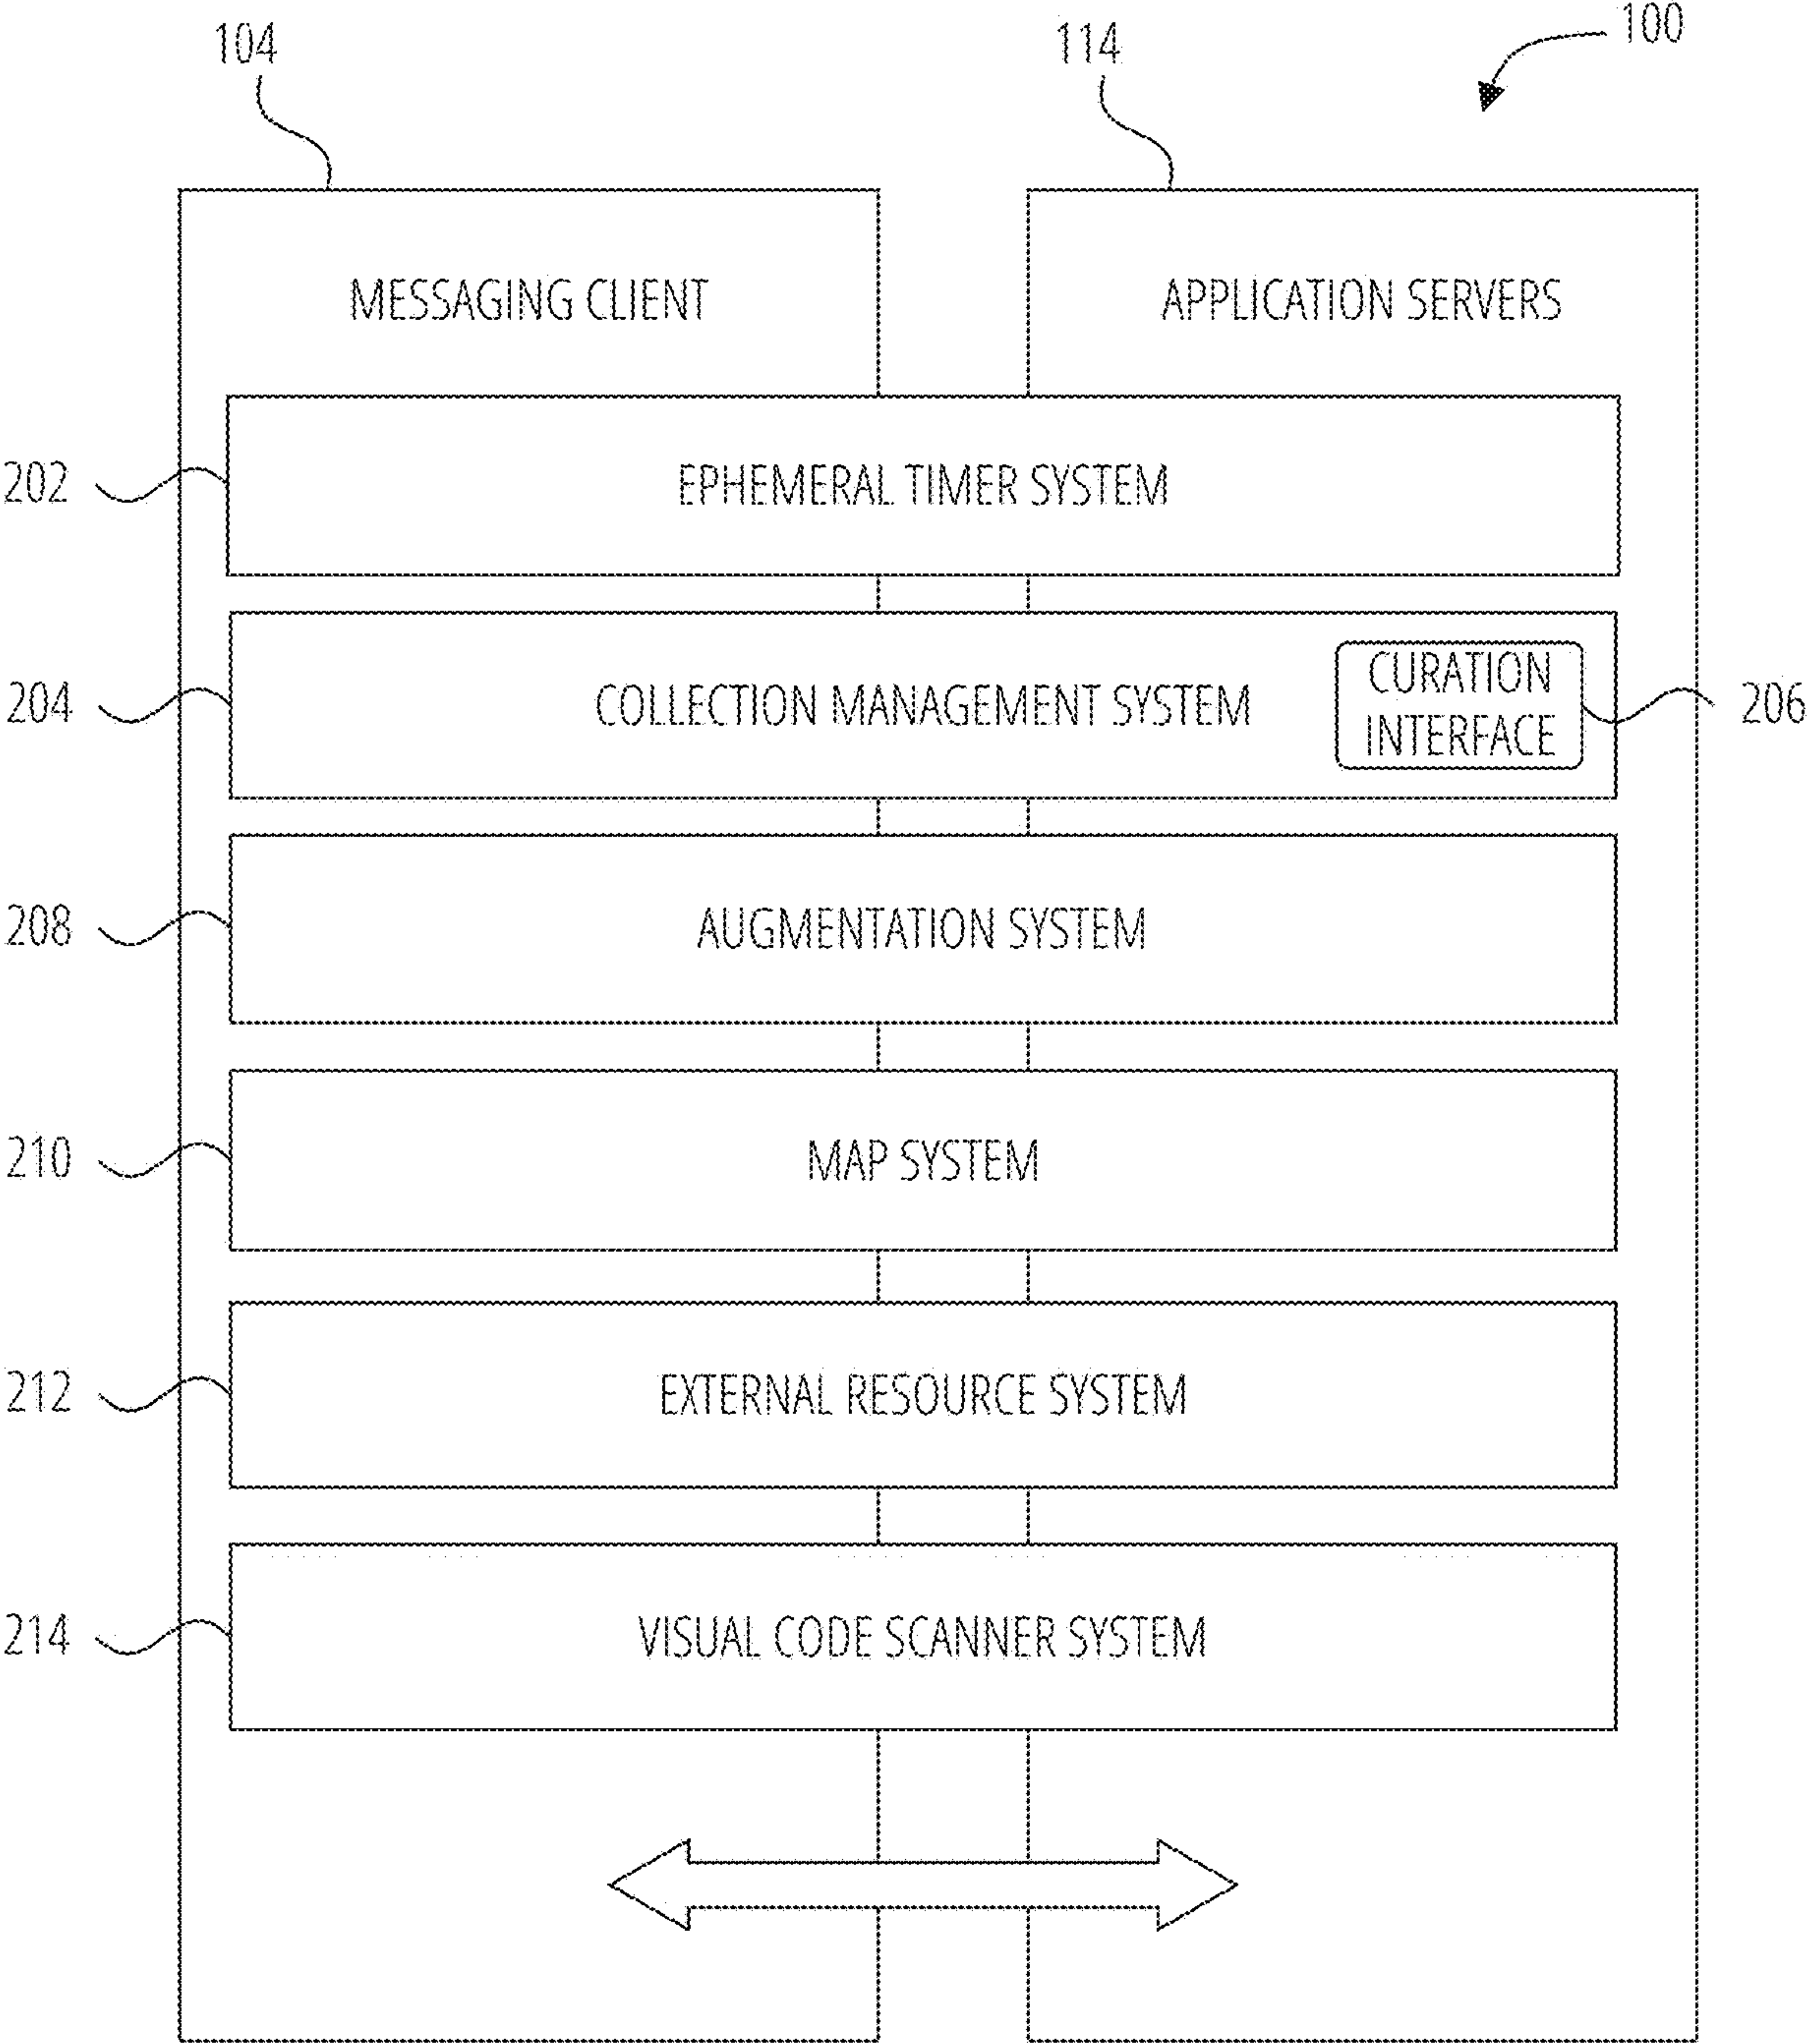 104
114
100
MESSAGING CLIENT
APPLICATION SERVERS
202
EPHEMERAL TIMER SYSTEM
204
COLLECTION MANAGEMENT SYSTEM
CURATION
INTERFACE
206
208
AUGMENTATION SYSTEM
210
MAP SYSTEM
212
EXTERNAL RESOURCE SYSTEM
214
VISUAL CODE SCANNER SYSTEM